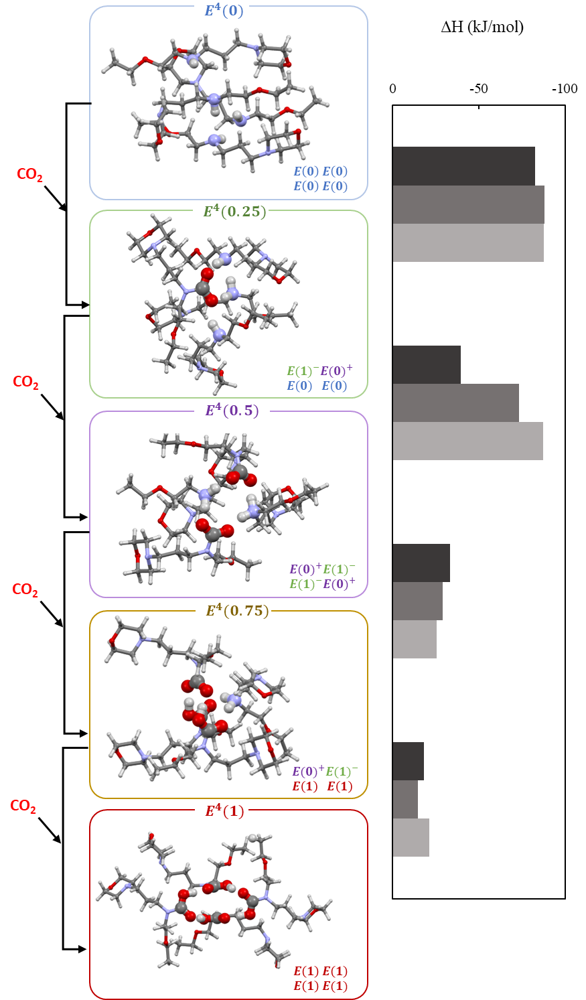 E⁴(0)
ΔH (kJ/mol)
0 -50 -100
E(0) E(0)
E(0) E(0)
CO₂
E⁴(0.25)
E(1)⁻E(0)⁺
E(0) E(0)
CO₂
E⁴(0.5)
E(0)⁺E(1)⁻
E(1)⁻E(0)⁺
CO₂
E⁴(0.75)
E(0)⁺E(1)⁻
E(1) E(1)
CO₂
E⁴(1)
E(1) E(1)
E(1) E(1)